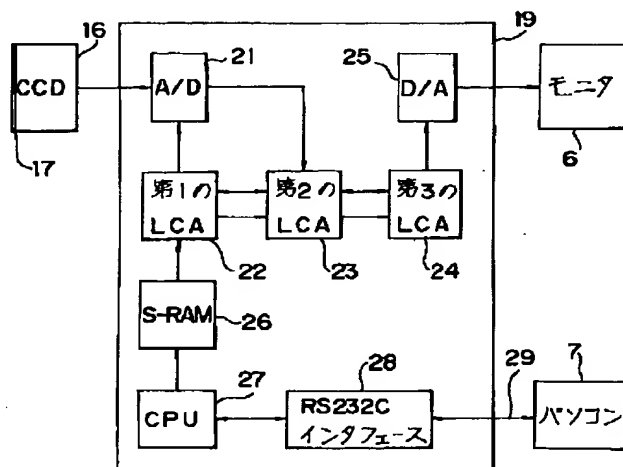 16
21
25
19
CCD
A/D
D/A
モニタ
17
6
第1の
LCA
第2の
LCA
第3の
LCA
22
23
24
S-RAM
26
27
28
29
7
CPU
RS232C
インタフェース
パソコン